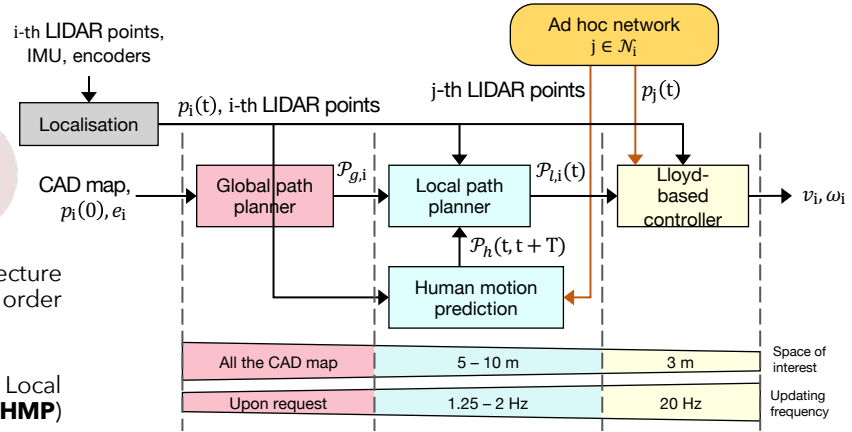 i-th LIDAR points,
IMU, encoders
Ad hoc network
j ∈ 𝒩ᵢ
Localisation
pᵢ(t), i-th LIDAR points
j-th LIDAR points
pⱼ(t)
CAD map,
pᵢ(0), eᵢ
Global path
planner
𝒫g,i
Local path
planner
𝒫l,i(t)
Lloyd-
based
controller
vᵢ, ωᵢ
𝒫h(t, t + T)
Human motion
prediction
ecture
order
Local
HMP)
All the CAD map
5 – 10 m
3 m
Space of
interest
Upon request
1.25 – 2 Hz
20 Hz
Updating
frequency